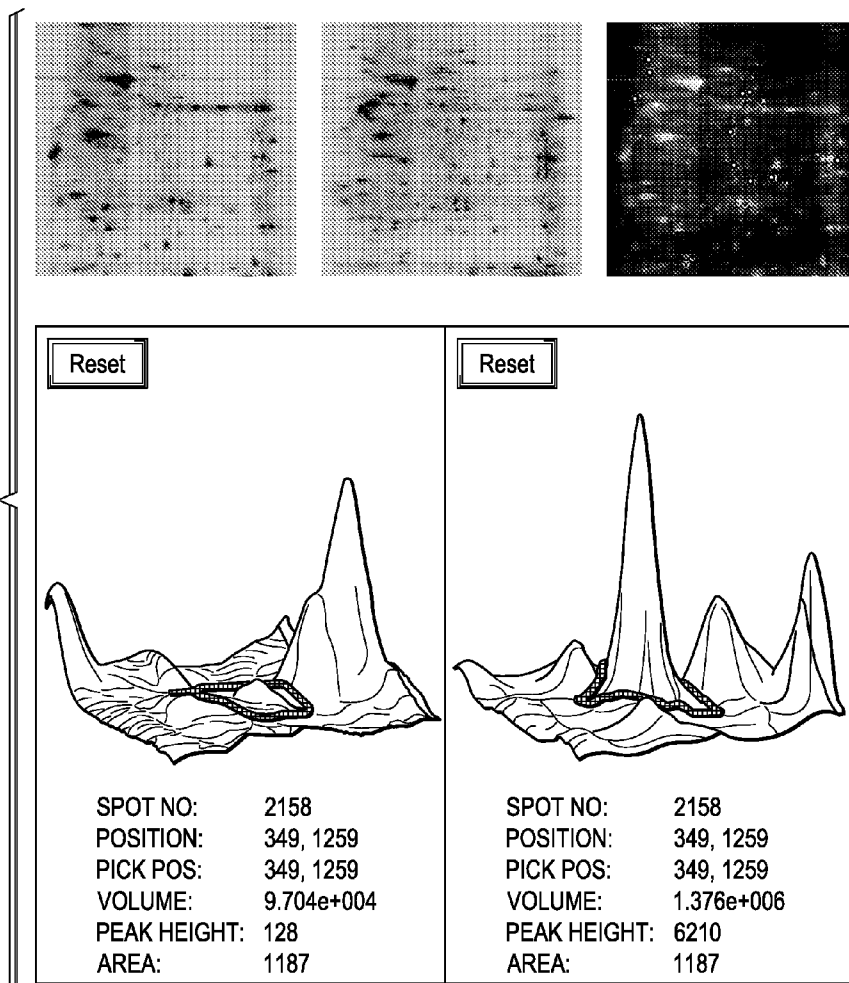 Reset
SPOT NO: 2158
POSITION: 349, 1259
PICK POS: 349, 1259
VOLUME: 9.704e+004
PEAK HEIGHT: 128
AREA: 1187
Reset
SPOT NO: 2158
POSITION: 349, 1259
PICK POS: 349, 1259
VOLUME: 1.376e+006
PEAK HEIGHT: 6210
AREA: 1187